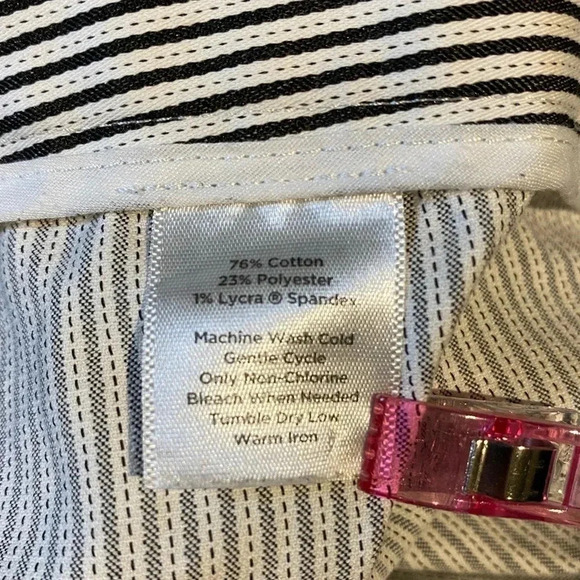 76% Cotton
23% Polyester
1% Lycra ® Spandex
Machine Wash Cold
Gentle Cycle
Only Non-Chlorine
Bleach When Needed
Tumble Dry Low
Warm Iron